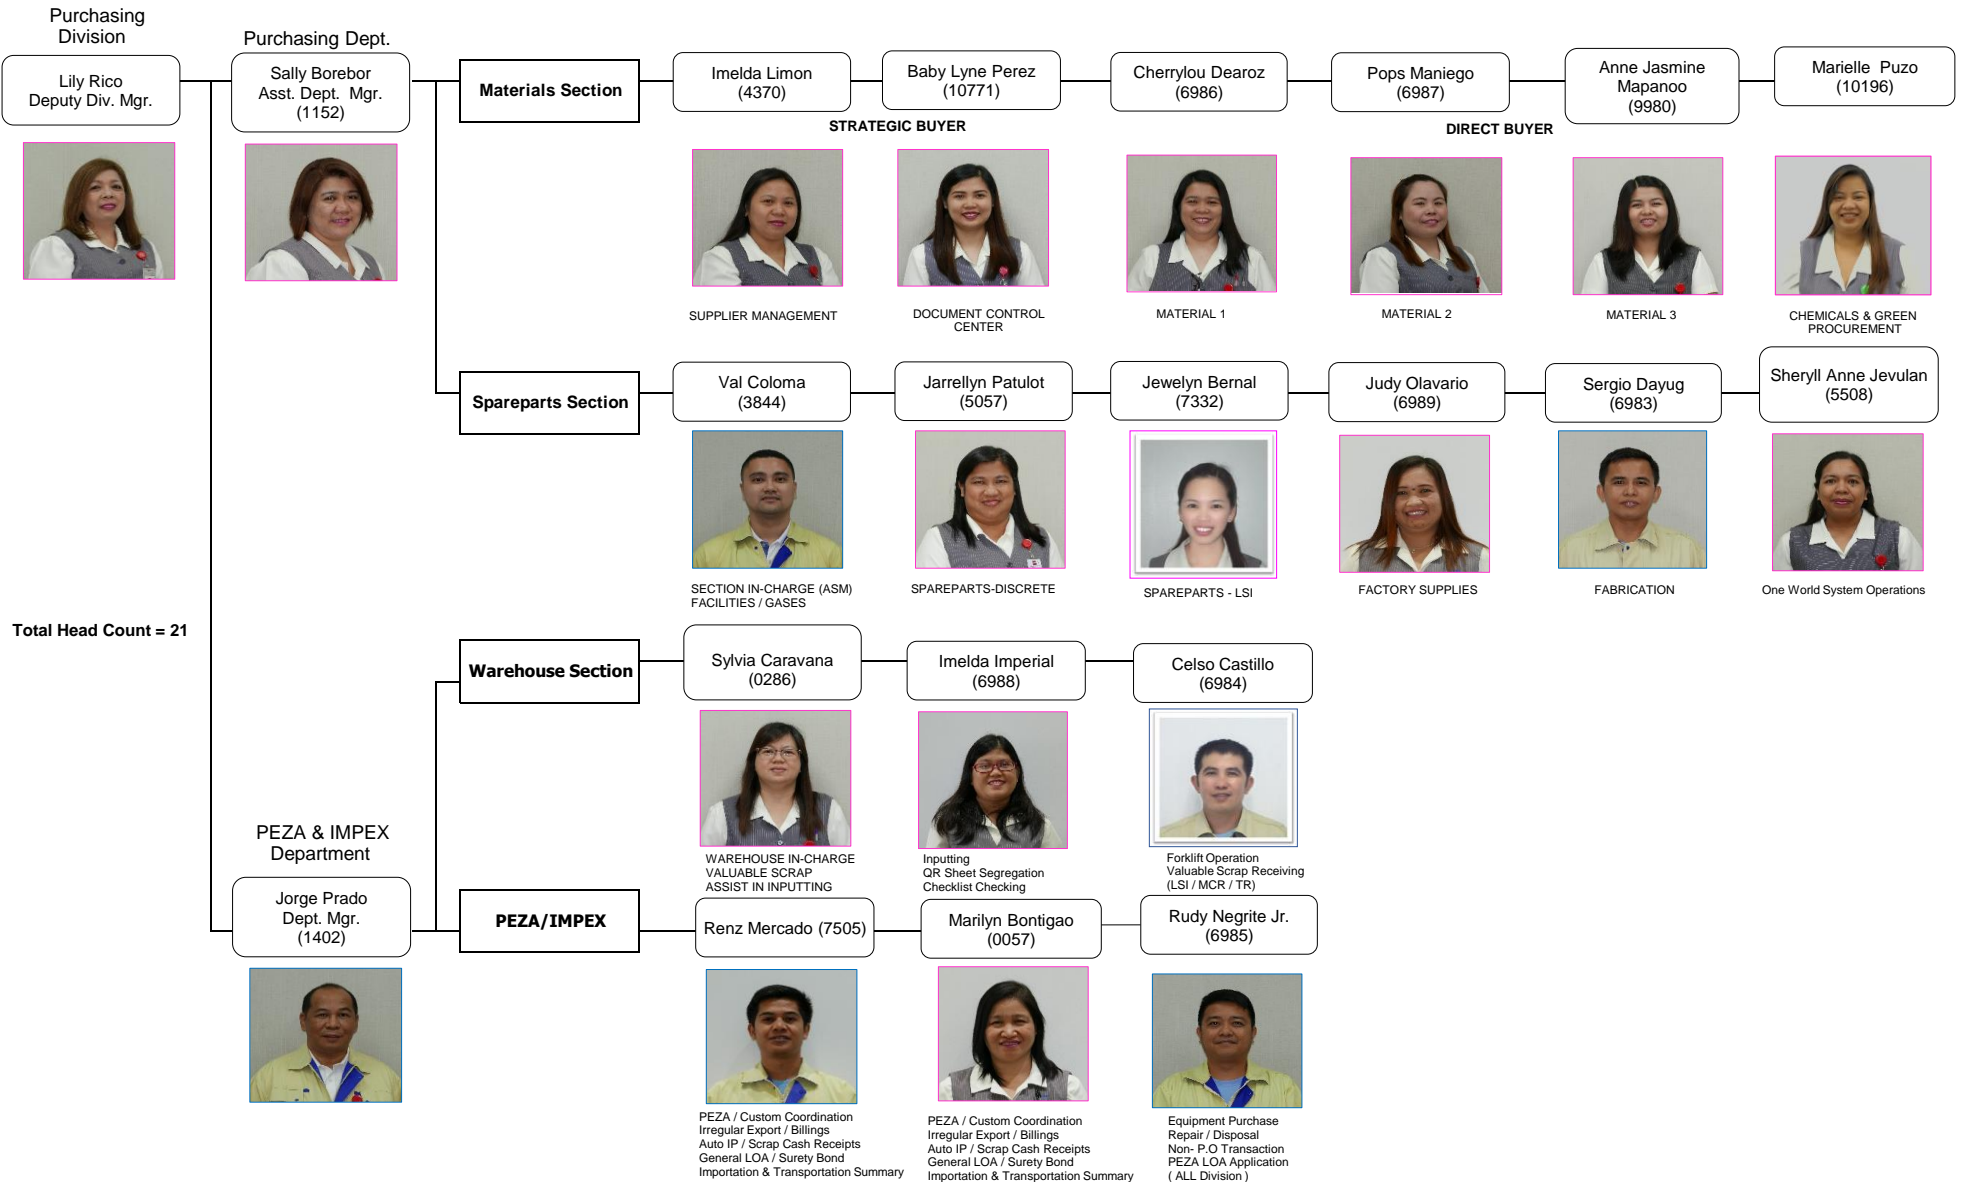 Purchasing
Division
Lily Rico
Deputy Div. Mgr.
Purchasing Dept.
Sally Borebor
Asst. Dept. Mgr.
(1152)
Materials Section
Imelda Limon
(4370)
Baby Lyne Perez
(10771)
Cherrylou Dearoz
(6986)
Pops Maniego
(6987)
Anne Jasmine
Mapanoo
(9980)
Marielle Puzo
(10196)
STRATEGIC BUYER
DIRECT BUYER
SUPPLIER MANAGEMENT
DOCUMENT CONTROL
CENTER
MATERIAL 1
MATERIAL 2
MATERIAL 3
CHEMICALS & GREEN
PROCUREMENT
Spareparts Section
Val Coloma
(3844)
Jarrellyn Patulot
(5057)
Jewelyn Bernal
(7332)
Judy Olavario
(6989)
Sergio Dayug
(6983)
Sheryll Anne Jevulan
(5508)
SECTION IN-CHARGE (ASM)
FACILITIES / GASES
SPAREPARTS-DISCRETE
SPAREPARTS - LSI
FACTORY SUPPLIES
FABRICATION
One World System Operations
Total Head Count = 21
Warehouse Section
Sylvia Caravana
(0286)
Imelda Imperial
(6988)
Celso Castillo
(6984)
WAREHOUSE IN-CHARGE
VALUABLE SCRAP
ASSIST IN INPUTTING
Inputting
QR Sheet Segregation
Checklist Checking
Forklift Operation
Valuable Scrap Receiving
(LSI / MCR / TR)
PEZA & IMPEX
Department
Jorge Prado
Dept. Mgr.
(1402)
PEZA/IMPEX
Renz Mercado (7505)
Marilyn Bontigao
(0057)
Rudy Negrite Jr.
(6985)
PEZA / Custom Coordination
Irregular Export / Billings
Auto IP / Scrap Cash Receipts
General LOA / Surety Bond
Importation & Transportation Summary
PEZA / Custom Coordination
Irregular Export / Billings
Auto IP / Scrap Cash Receipts
General LOA / Surety Bond
Importation & Transportation Summary
Equipment Purchase
Repair / Disposal
Non- P.O Transaction
PEZA LOA Application
( ALL Division )